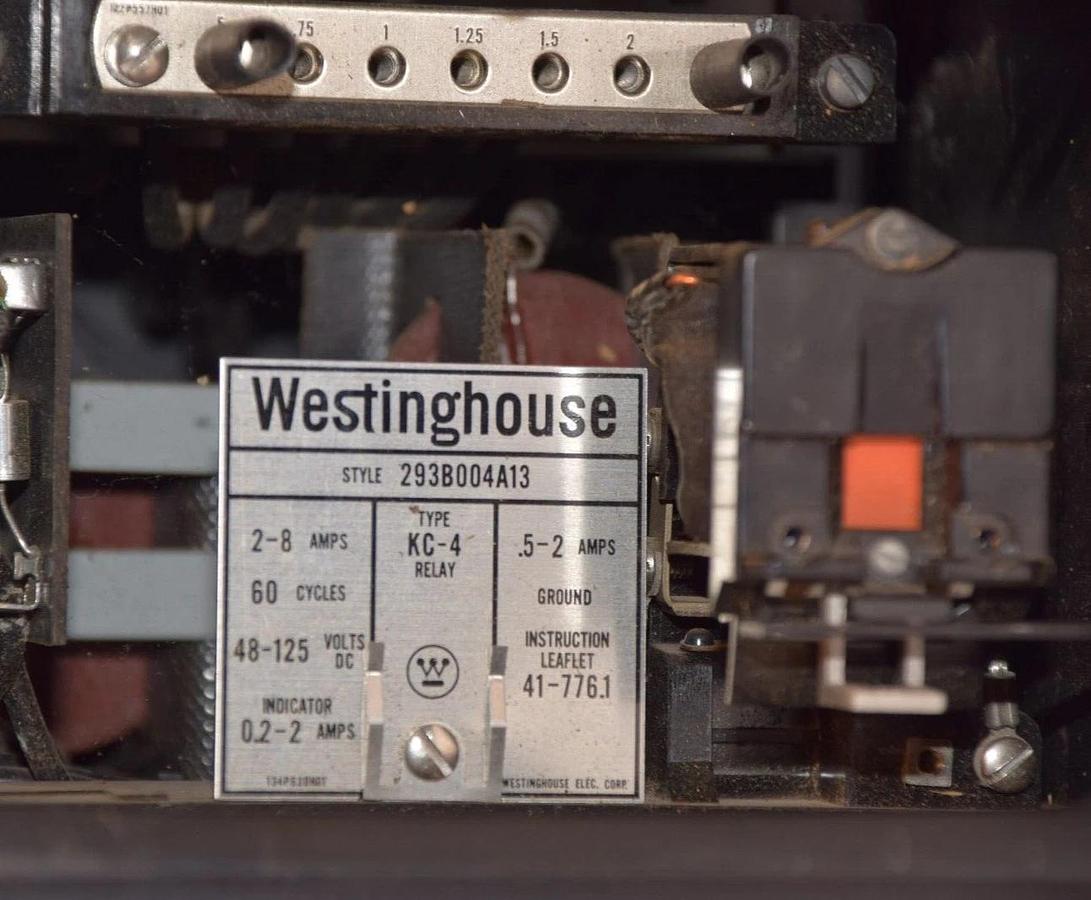 .75 1 1.25 1.5 2
Westinghouse
STYLE 293B004A13
2-8 AMPS
60 CYCLES
48-125 VOLTS DC
INDICATOR
0.2-2 AMPS
TYPE
KC-4
RELAY
W
.5-2 AMPS
GROUND
INSTRUCTION
LEAFLET
41-776.1
WESTINGHOUSE ELEC. CORP.